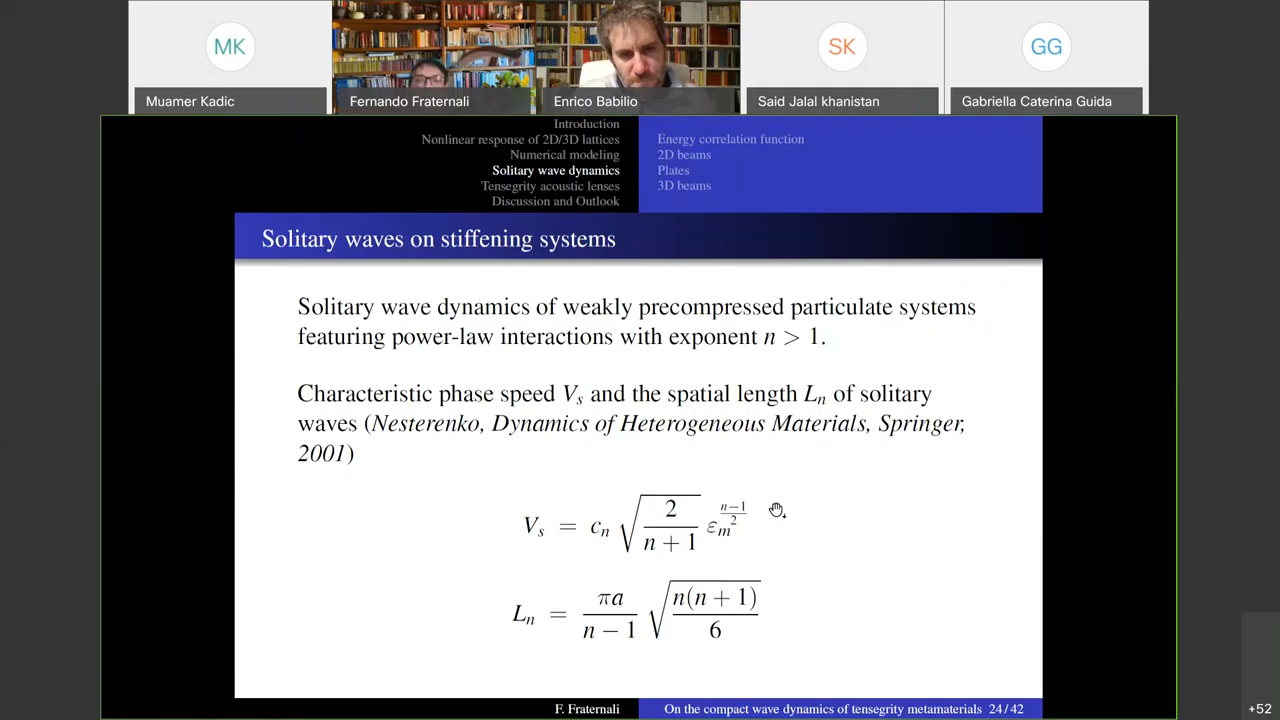 MK
SK
GG
Muamer Kadic
Fernando Fraternali
Enrico Babilio
Said Jalal khanistan
Gabriella Caterina Guida
Introduction
Nonlinear response of 2D/3D lattices
Numerical modeling
Solitary wave dynamics
Tensegrity acoustic lenses
Discussion and Outlook
Energy correlation function
2D beams
Plates
3D beams
Solitary waves on stiffening systems
Solitary wave dynamics of weakly precompressed particulate systems
featuring power-law interactions with exponent n > 1.
Characteristic phase speed Vₛ and the spatial length Lₙ of solitary
waves (Nesterenko, Dynamics of Heterogeneous Materials, Springer,
2001)
V_s = c_n √(2/(n + 1)) ε_m^((n−1)/2)
L_n = πa/(n − 1) √(n(n + 1)/6)
F. Fraternali
On the compact wave dynamics of tensegrity metamaterials 24 / 42
+52